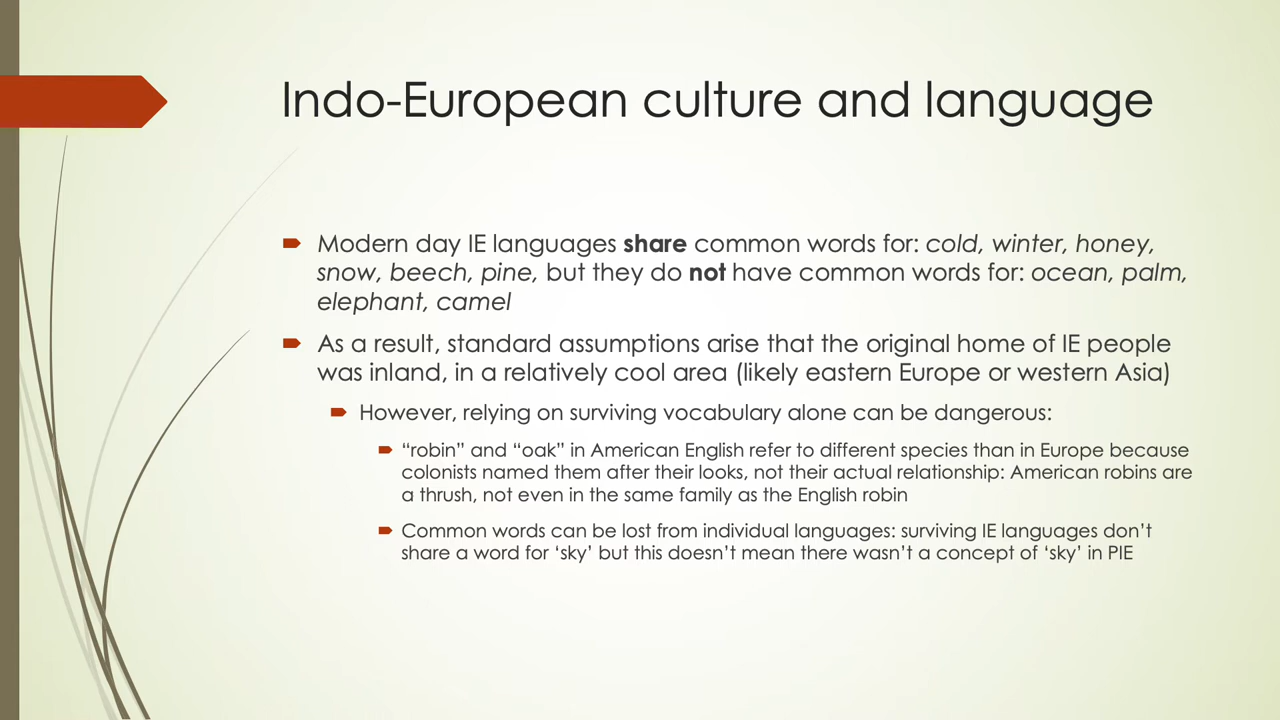 Indo-European culture and language
Modern day IE languages share common words for: cold, winter, honey,
snow, beech, pine, but they do not have common words for: ocean, palm,
elephant, camel
As a result, standard assumptions arise that the original home of IE people
was inland, in a relatively cool area (likely eastern Europe or western Asia)
However, relying on surviving vocabulary alone can be dangerous:
“robin” and “oak” in American English refer to different species than in Europe because
colonists named them after their looks, not their actual relationship: American robins are
a thrush, not even in the same family as the English robin
Common words can be lost from individual languages: surviving IE languages don’t
share a word for ‘sky’ but this doesn’t mean there wasn’t a concept of ‘sky’ in PIE